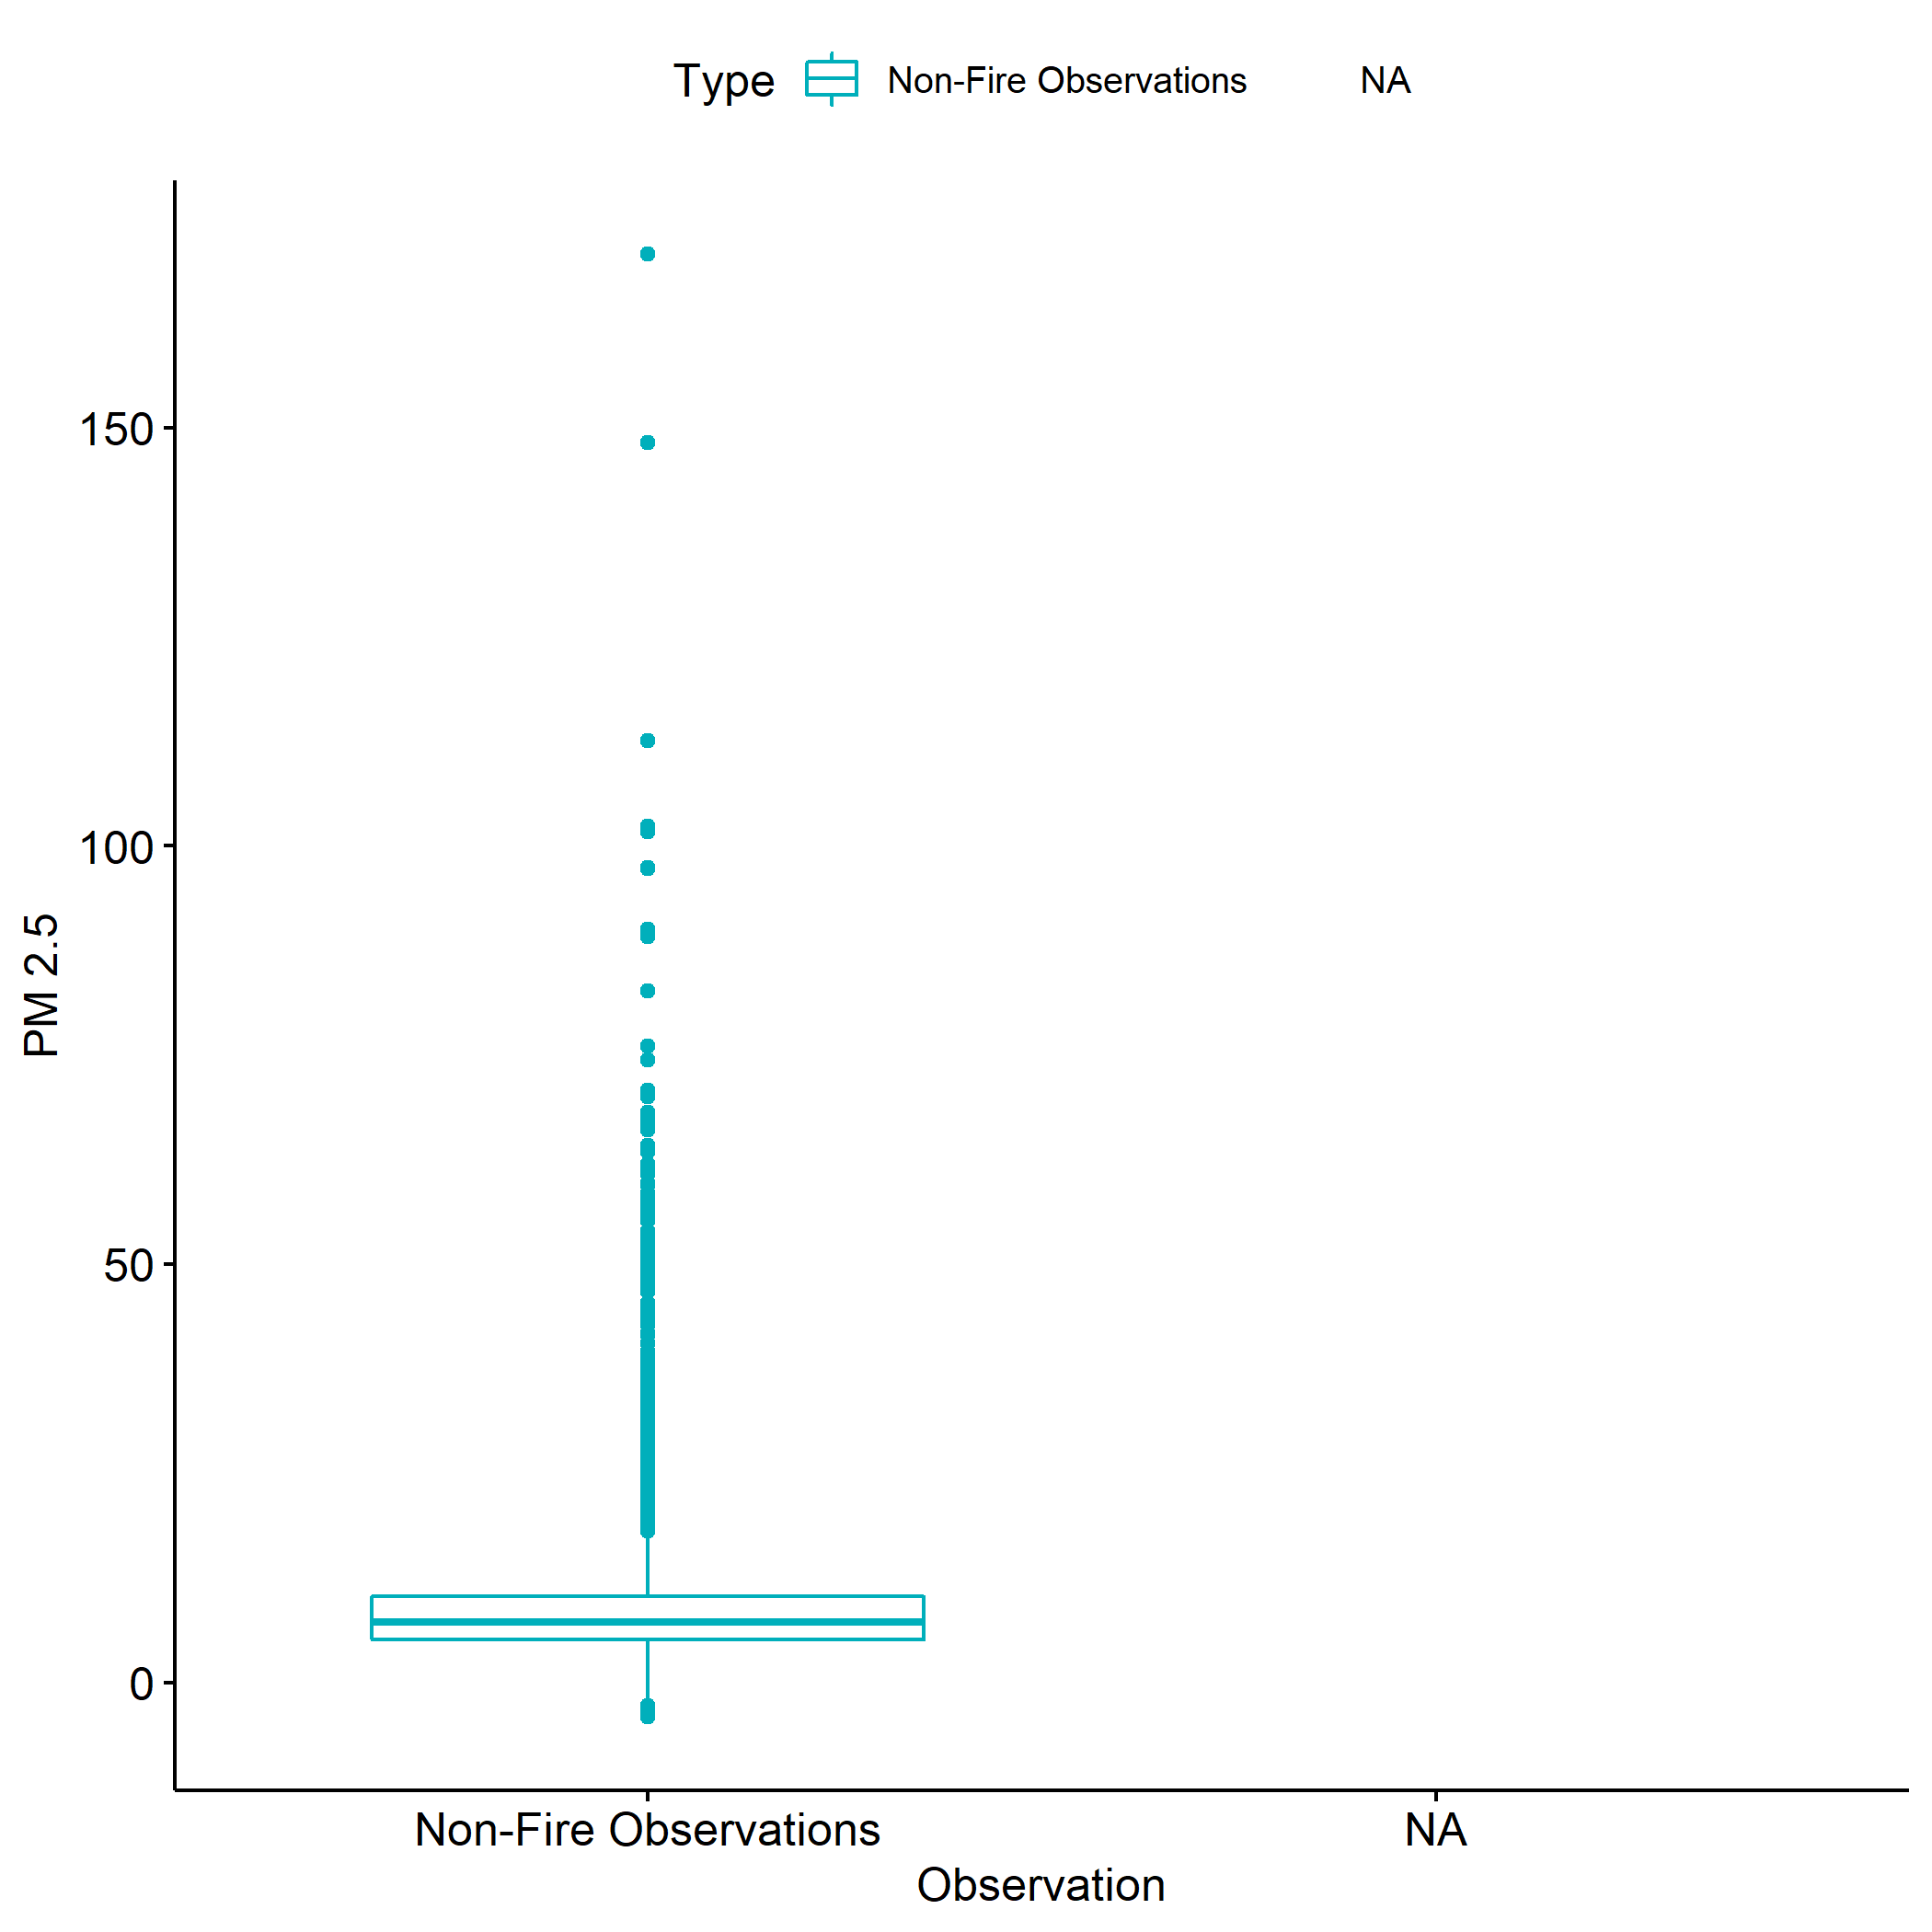 Type Non-Fire Observations NA
150
100
50
0
PM 2.5
Non-Fire Observations NA
Observation